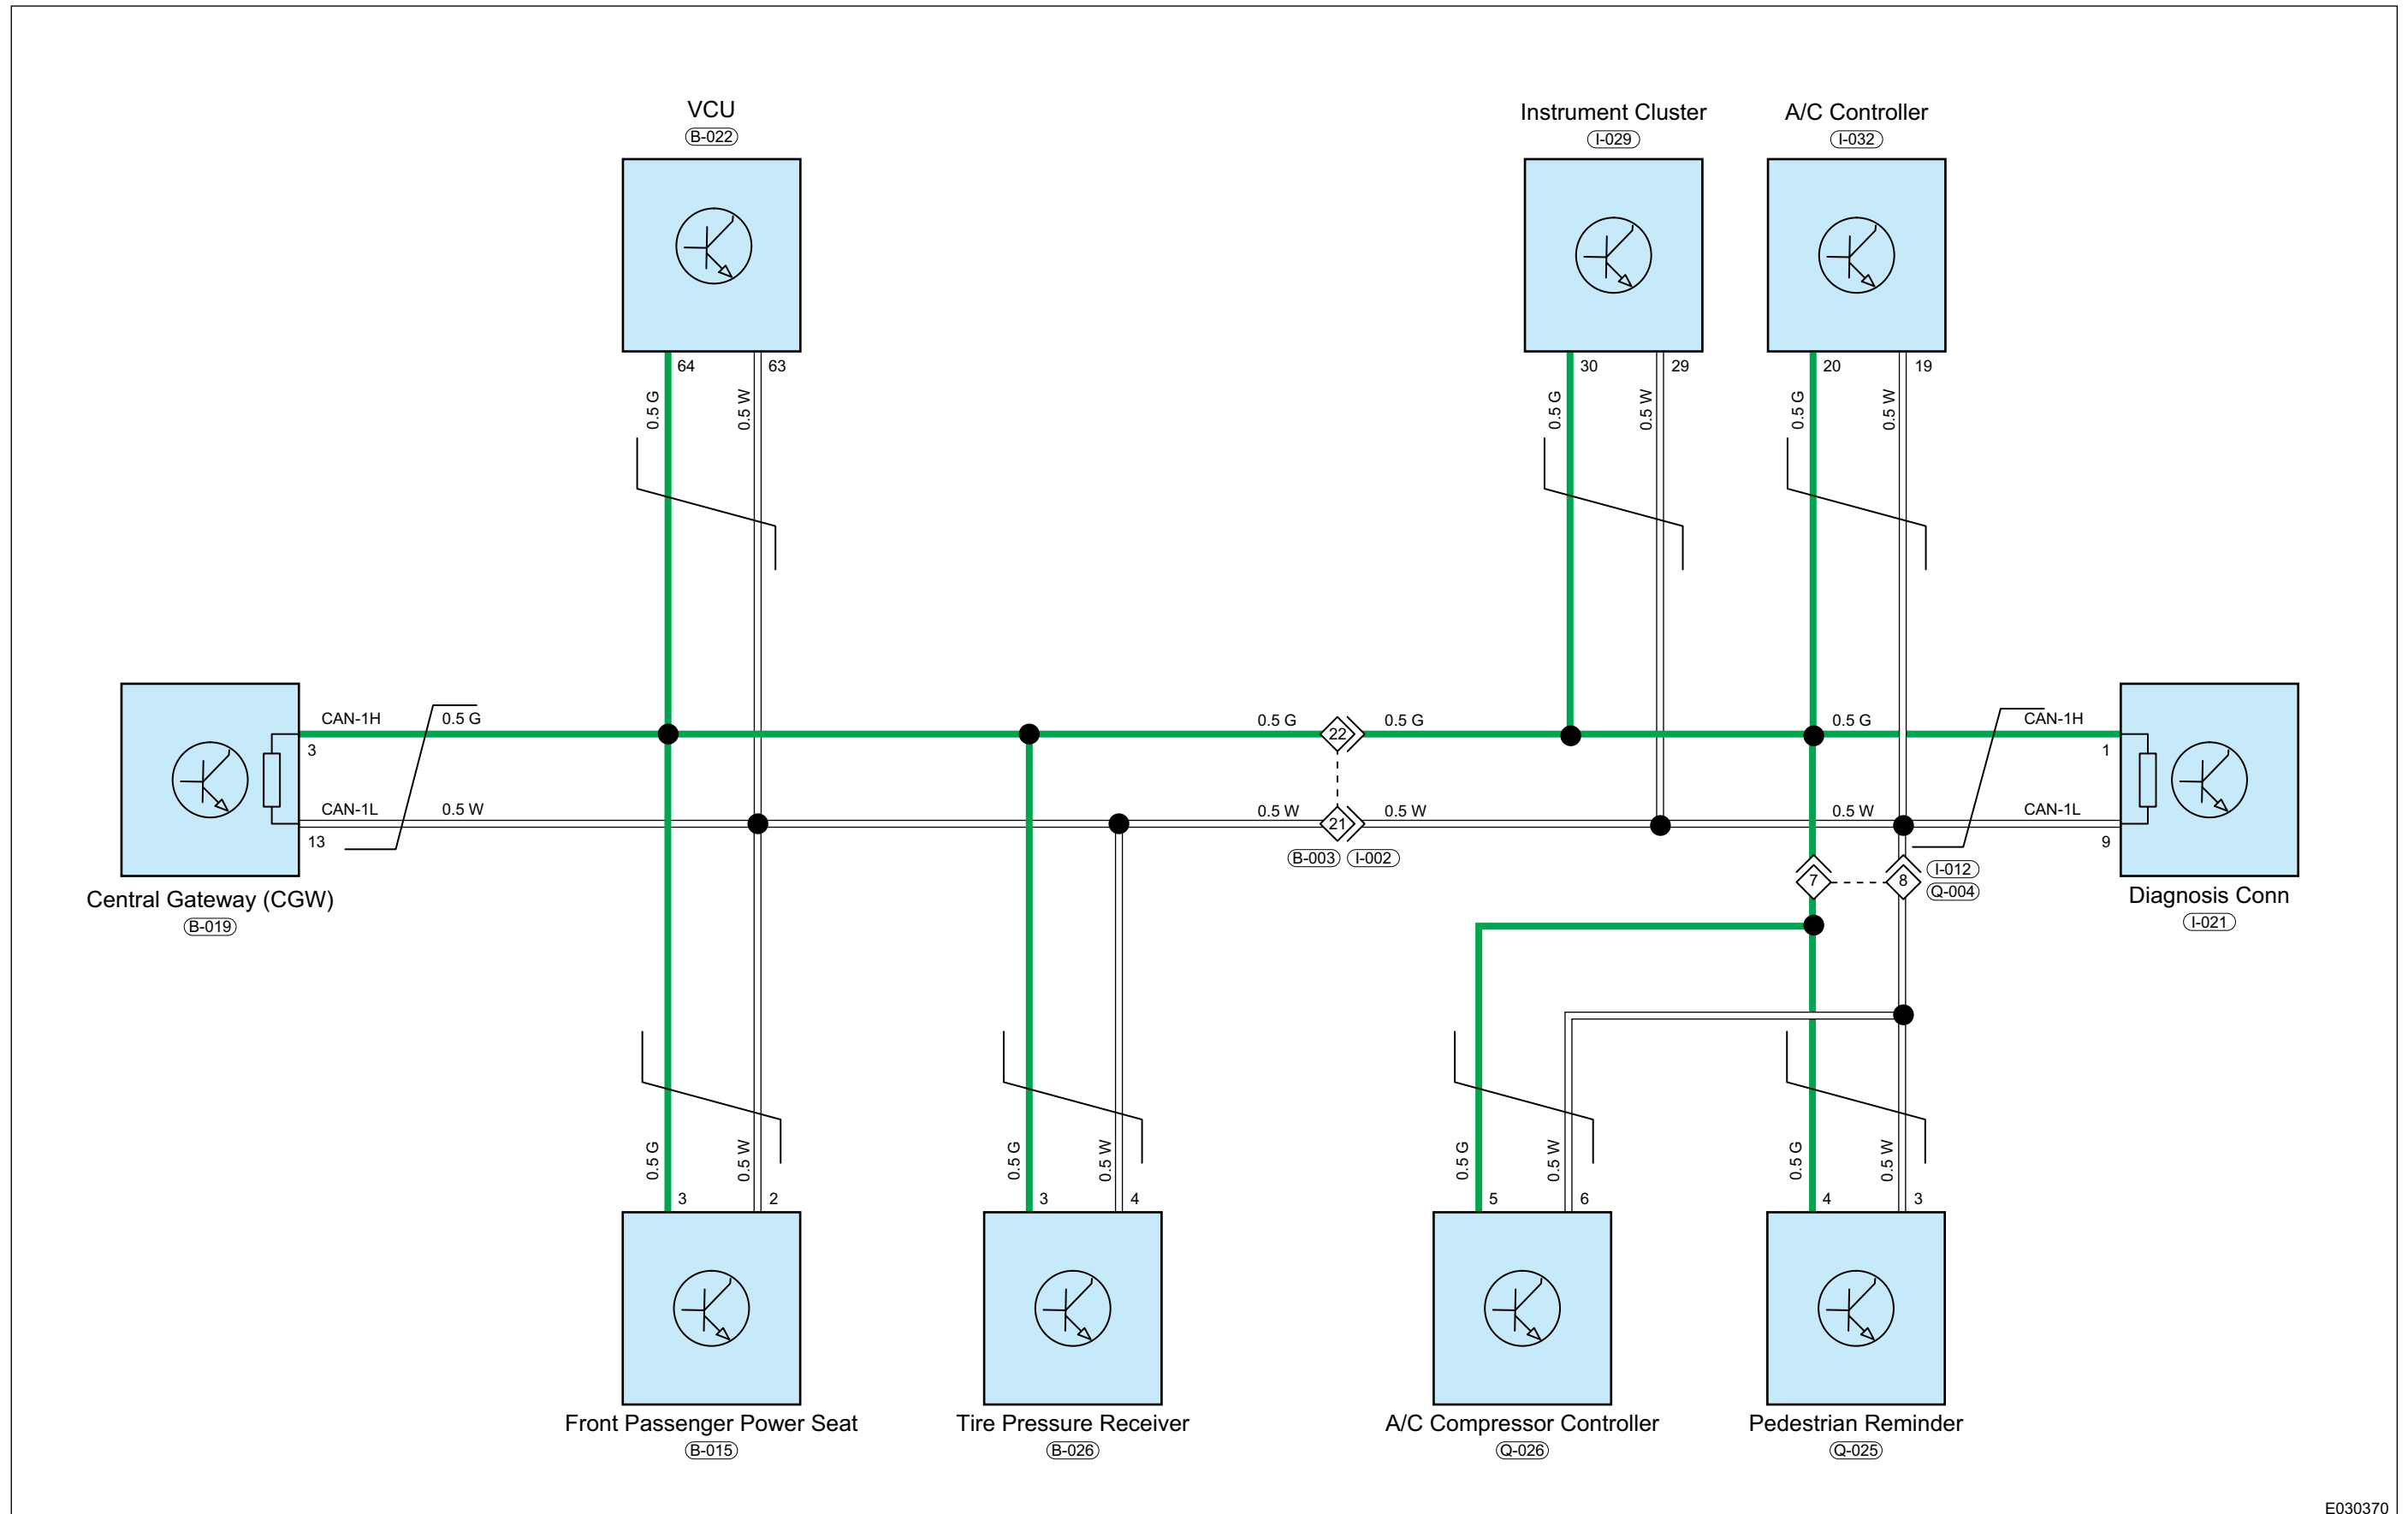 VCU
B-022
Instrument Cluster
I-029
A/C Controller
I-032
64
63
30
29
20
19
0.5 G
0.5 W
0.5 G
0.5 W
0.5 G
0.5 W
CAN-1H
0.5 G
0.5 G
22
0.5 G
0.5 G
CAN-1H
3
1
CAN-1L
0.5 W
0.5 W
21
0.5 W
0.5 W
CAN-1L
13
9
B-003
I-002
7
8
I-012
Q-004
Central Gateway (CGW)
B-019
Diagnosis Conn
I-021
0.5 G
0.5 W
0.5 G
0.5 W
0.5 G
0.5 W
0.5 G
0.5 W
3
2
3
4
5
6
4
3
Front Passenger Power Seat
B-015
Tire Pressure Receiver
B-026
A/C Compressor Controller
Q-026
Pedestrian Reminder
Q-025
E030370